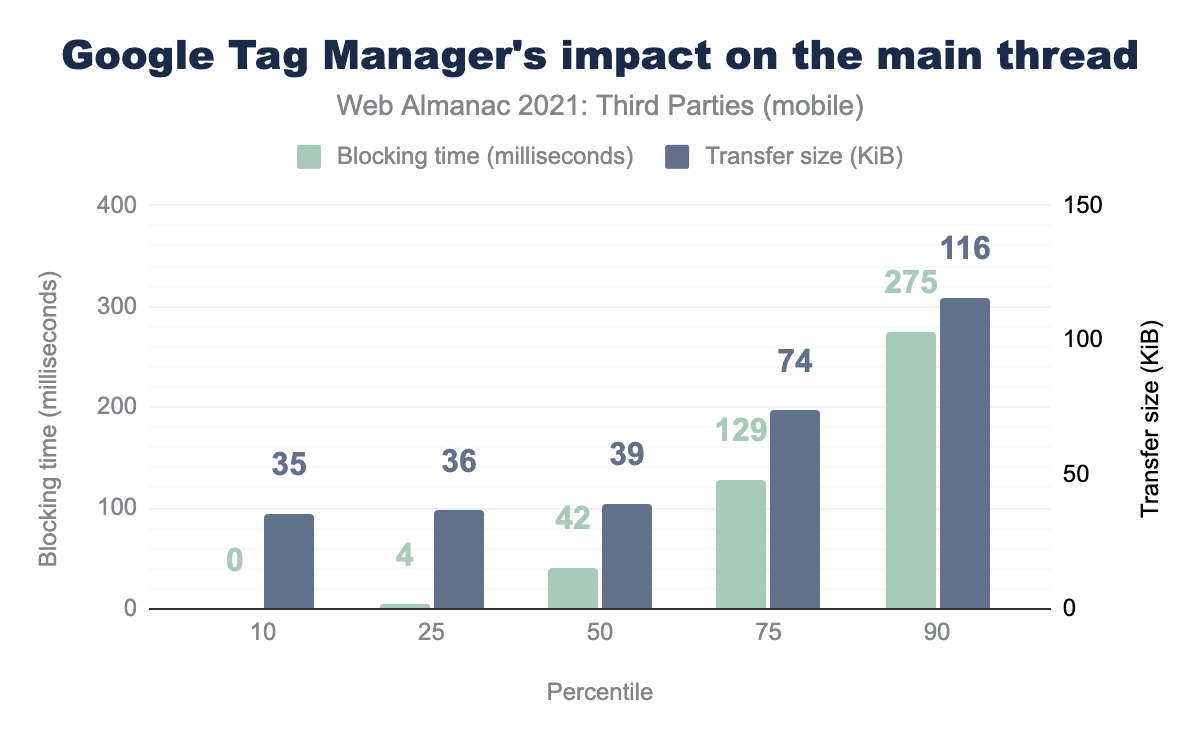 Google Tag Manager's impact on the main thread
Web Almanac 2021: Third Parties (mobile)
Blocking time (milliseconds) Transfer size (KiB)
Blocking time (milliseconds)
400
300
200
100
0
0
35
4
36
42
39
129
74
275
116
150
100
50
0
Transfer size (KiB)
10 25 50 75 90
Percentile